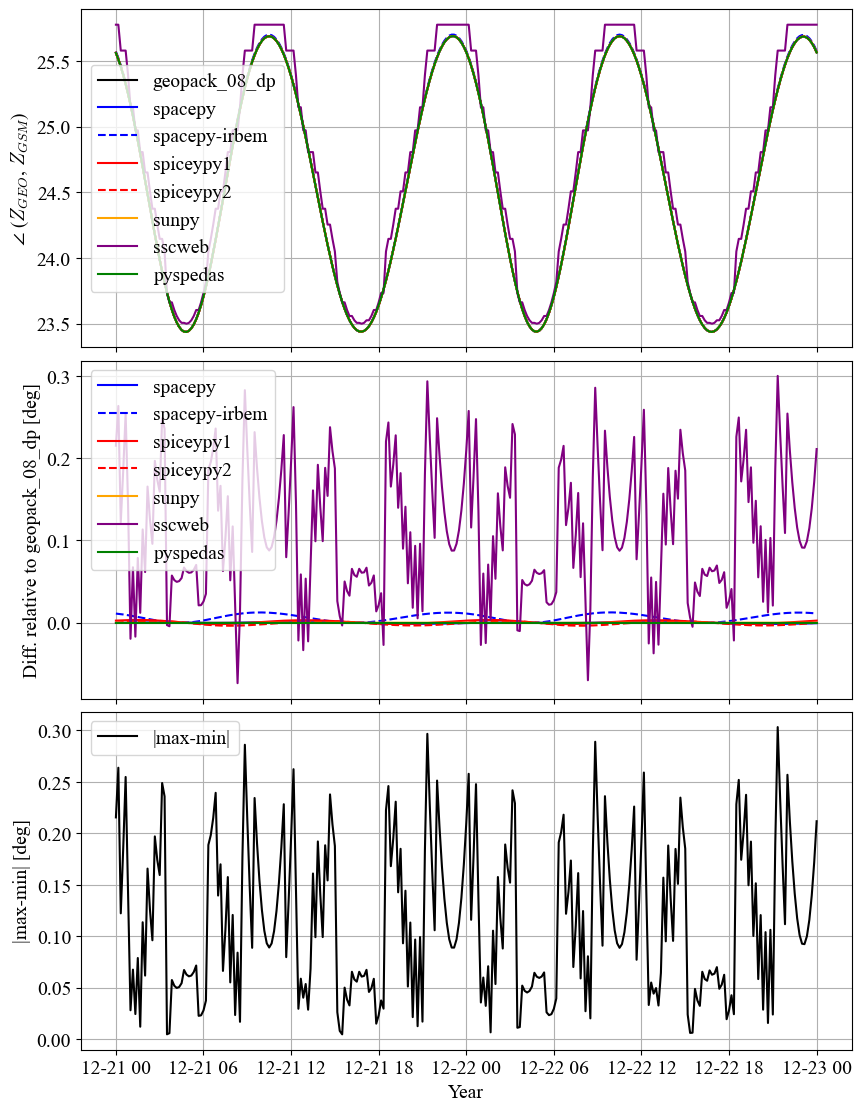 25.5
25.0
24.5
24.0
23.5
∠ (Z_GEO, Z_GSM)
geopack_08_dp
spacepy
spacepy-irbem
spiceypy1
spiceypy2
sunpy
sscweb
pyspedas
0.3
0.2
0.1
0.0
Diff. relative to geopack_08_dp [deg]
spacepy
spacepy-irbem
spiceypy1
spiceypy2
sunpy
sscweb
pyspedas
0.30
0.25
0.20
0.15
0.10
0.05
0.00
|max-min| [deg]
|max-min|
12-21 00 12-21 06 12-21 12 12-21 18 12-22 00 12-22 06 12-22 12 12-22 18 12-23 00
Year